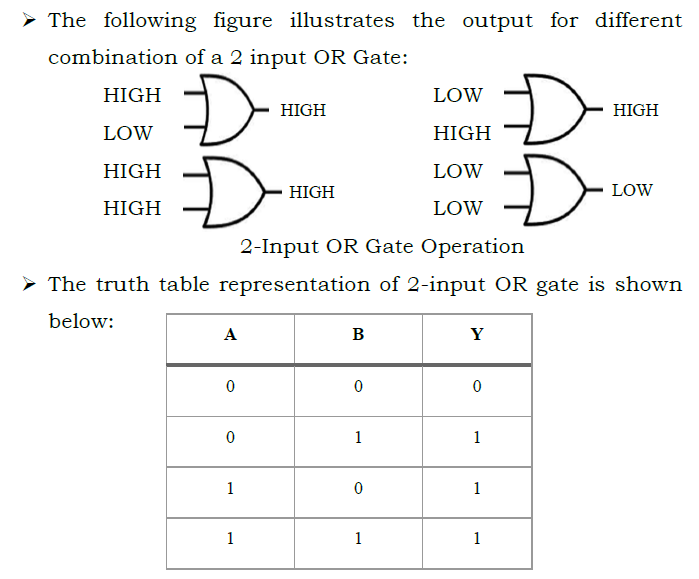 ➢ The following figure illustrates the output for different
combination of a 2 input OR Gate:
HIGH LOW
HIGH HIGH
LOW HIGH
HIGH LOW
HIGH LOW
HIGH LOW
2-Input OR Gate Operation
➢ The truth table representation of 2-input OR gate is shown
below:
A B Y
0 0 0
0 1 1
1 0 1
1 1 1